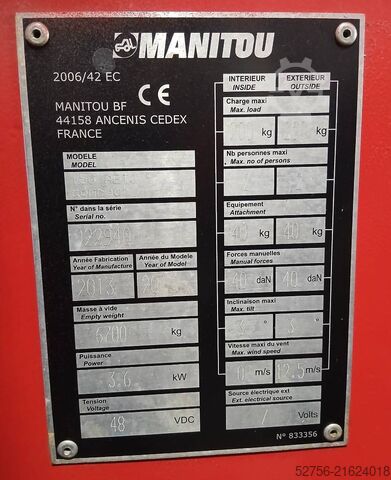 MANITOU
2006/42 EC
CE
MANITOU BF
44158 ANCENIS CEDEX
FRANCE
MODELE
MODEL
N° dans la série
Serial no.
Année Fabrication
Year of Manufacture
Année du Modele
Year of Model
2013
Masse à vide
Empty weight
6200 kg
Puissance
Power
3.6 kW
Tension
Voltage
48 VDC
INTERIEUR EXTERIEUR
INSIDE OUTSIDE
Charge maxi
Max. load
kg kg
Nb personnes maxi
Max. no of persons
Equipement
Attachment
40 kg 40 kg
Forces manuelles
Manual forces
40 daN 40 daN
Inclinaison maxi
Max. tilt
3° 3°
Vitesse maxi du vent
Max. wind speed
0 m/s 12.5 m/s
Source électrique ext
Ext. electrical source
/ Volts
N° 833356
52756-21624018